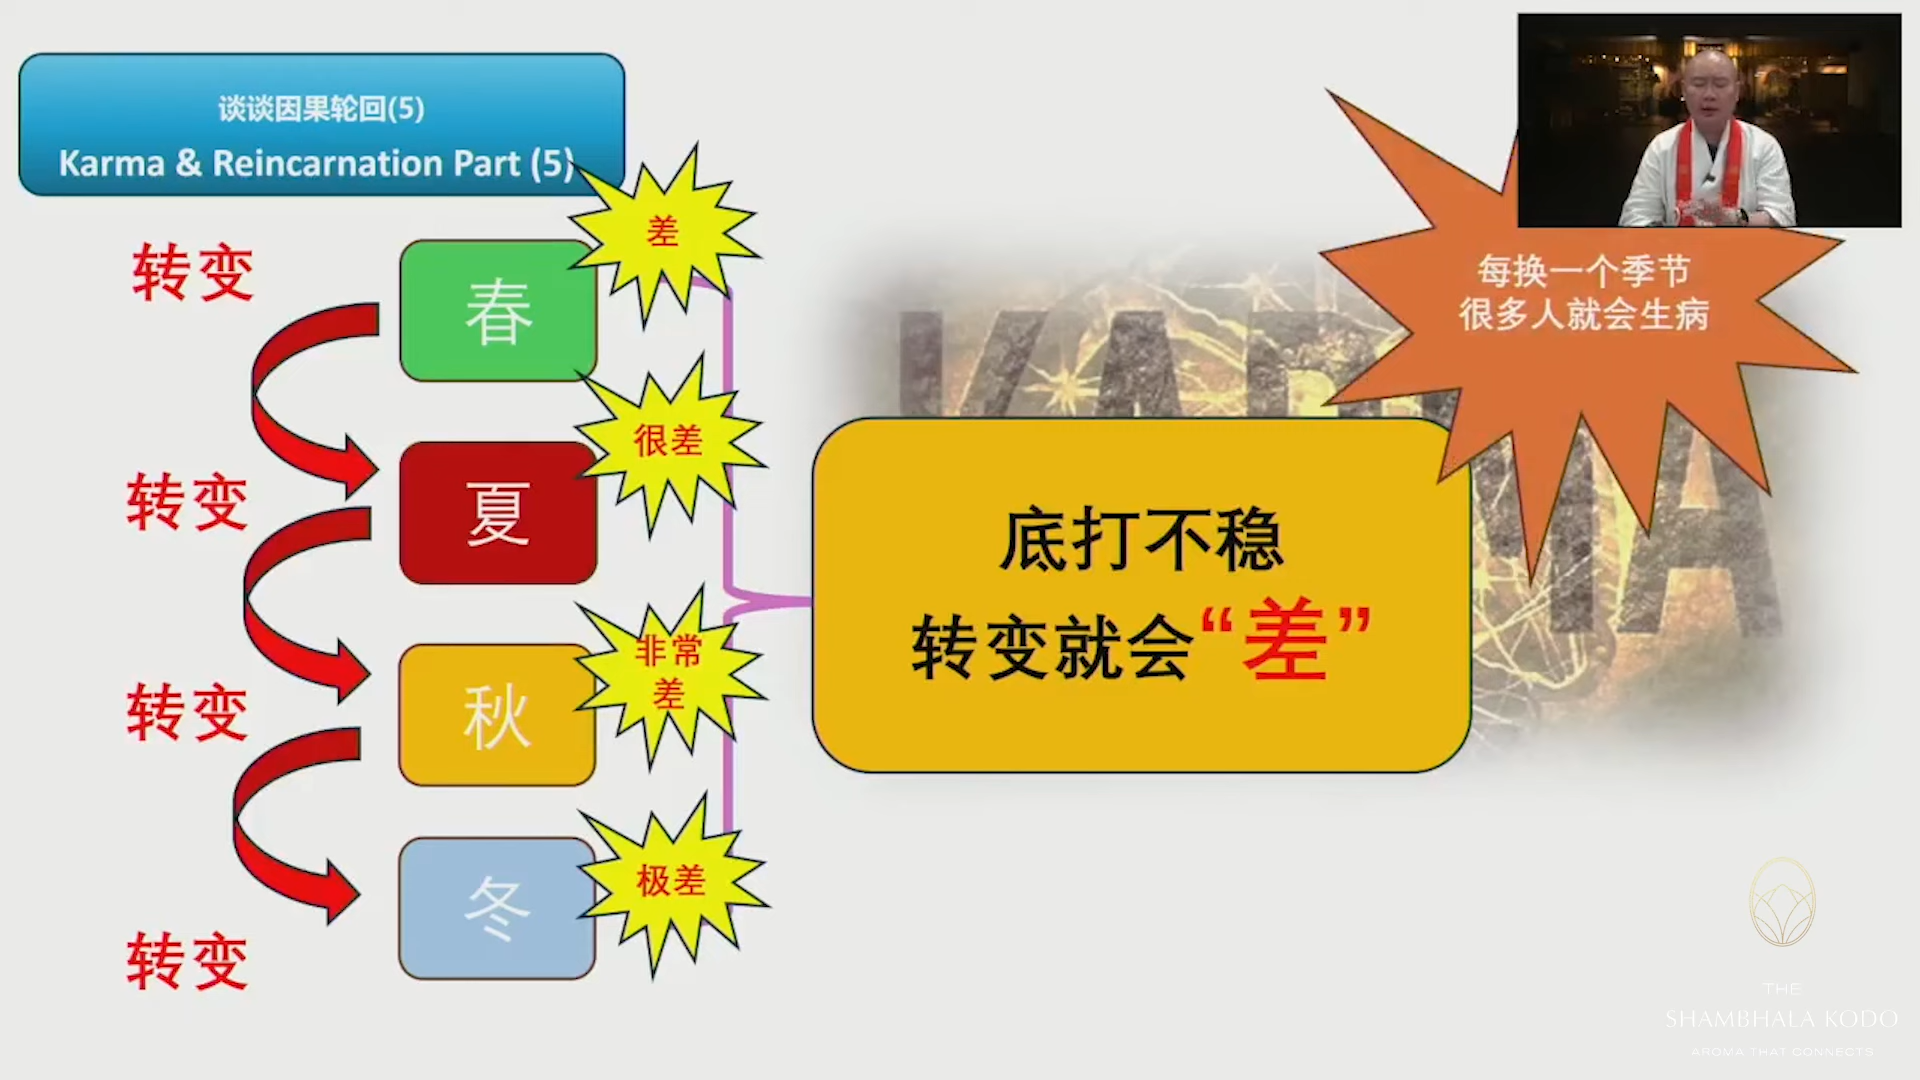 谈谈因果轮回(5)
Karma & Reincarnation Part (5)
转变
春
差
转变
夏
很差
转变
秋
非常
差
转变
冬
极差
每换一个季节
很多人就会生病
底打不稳
转变就会“差”
KARMA
THE
SHAMBHALA KODO
AROMA THAT CONNECTS